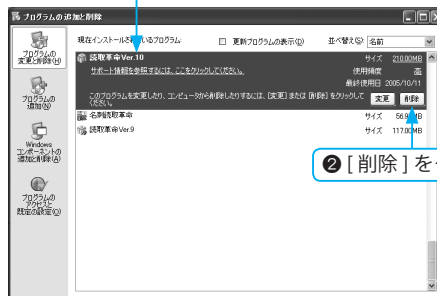 プログラムの追加と削除
プログラムの
変更と削除(H)
プログラムの
追加(N)
Windows
コンポーネントの
追加と削除(A)
プログラムの
アクセスと
既定の設定(O)
現在インストールされているプログラム:
更新プログラムの表示(D)
並べ替え(S): 名前
読取革命Ver.10
サイズ 210.00MB
サポート情報を参照するには、ここをクリックしてください。
使用頻度 高
最終使用日 2005/10/11
このプログラムを変更したり、コンピュータから削除したりするには、[変更] または [削除] をクリックして
ください。
変更 削除
名刺読取革命
サイズ 56.9 MB
読取革命Ver.9
サイズ 117.00MB
❷ [ 削除 ] を